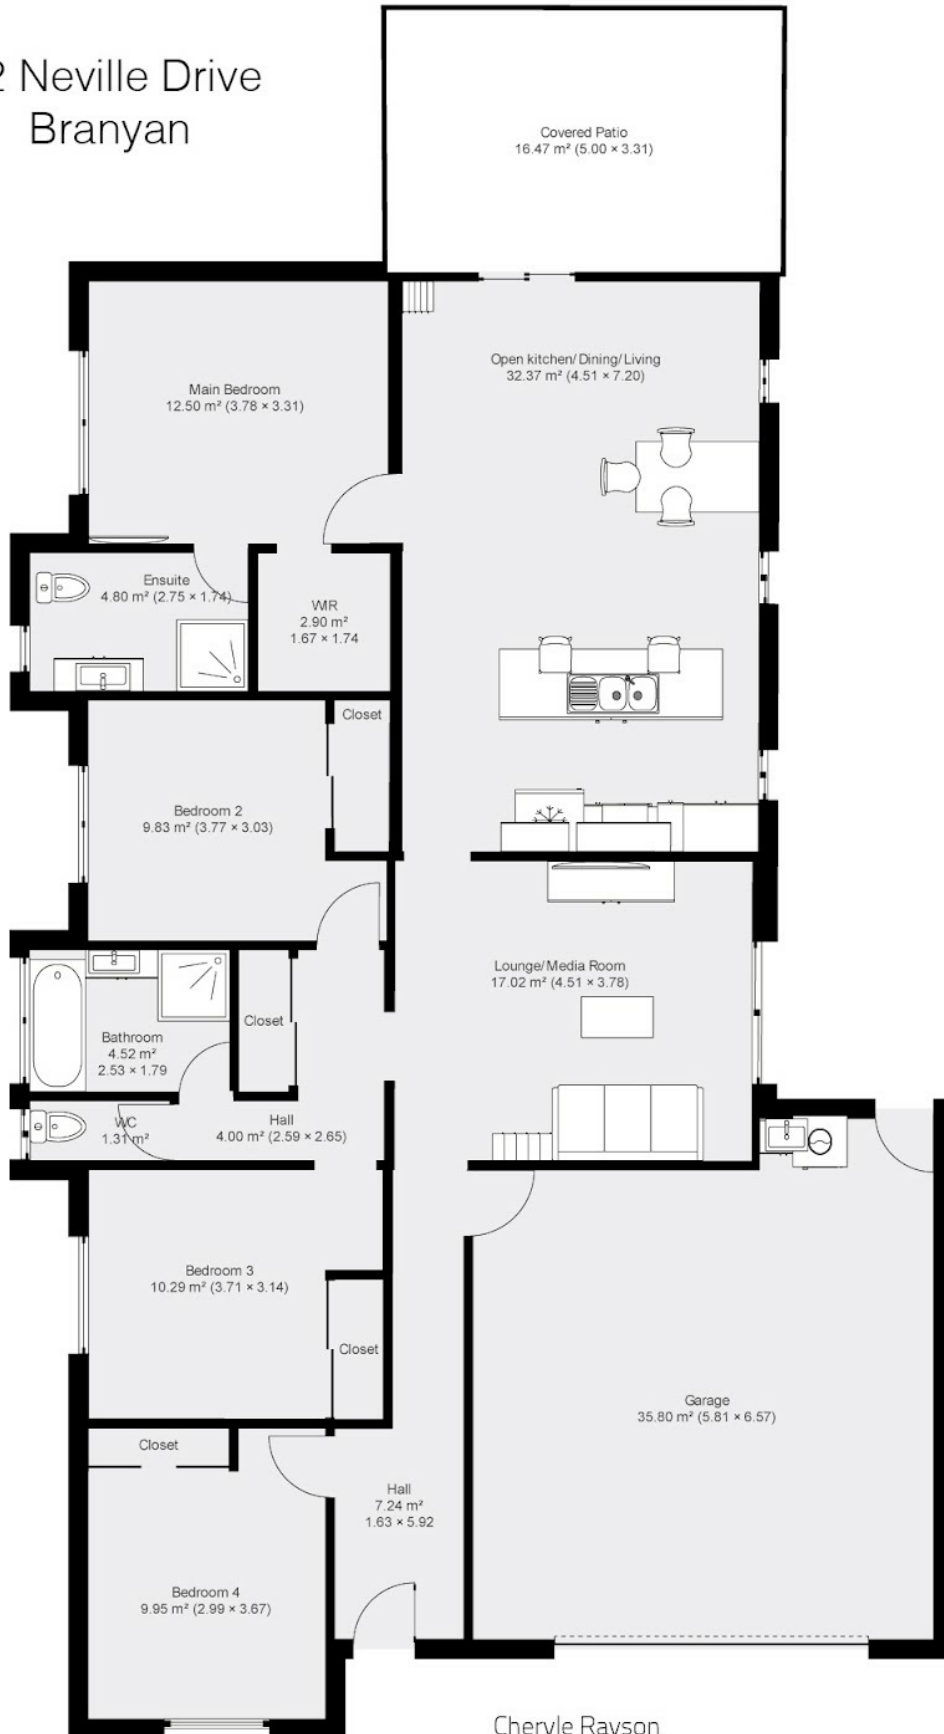 2 Neville Drive
Branyan
Covered Patio
16.47 m² (5.00 × 3.31)
Main Bedroom
12.50 m² (3.78 × 3.31)
Open kitchen/Dining/Living
32.37 m² (4.51 × 7.20)
Ensuite
4.80 m² (2.75 × 1.74)
WIR
2.90 m²
1.67 × 1.74
Closet
Bedroom 2
9.83 m² (3.77 × 3.03)
Lounge/Media Room
17.02 m² (4.51 × 3.78)
Closet
Bathroom
4.52 m²
2.53 × 1.79
WC
1.31 m²
Hall
4.00 m² (2.59 × 2.65)
Bedroom 3
10.29 m² (3.71 × 3.14)
Closet
Garage
35.80 m² (5.81 × 6.57)
Closet
Hall
7.24 m²
1.63 × 5.92
Bedroom 4
9.95 m² (2.99 × 3.67)
Cheryle Rayson